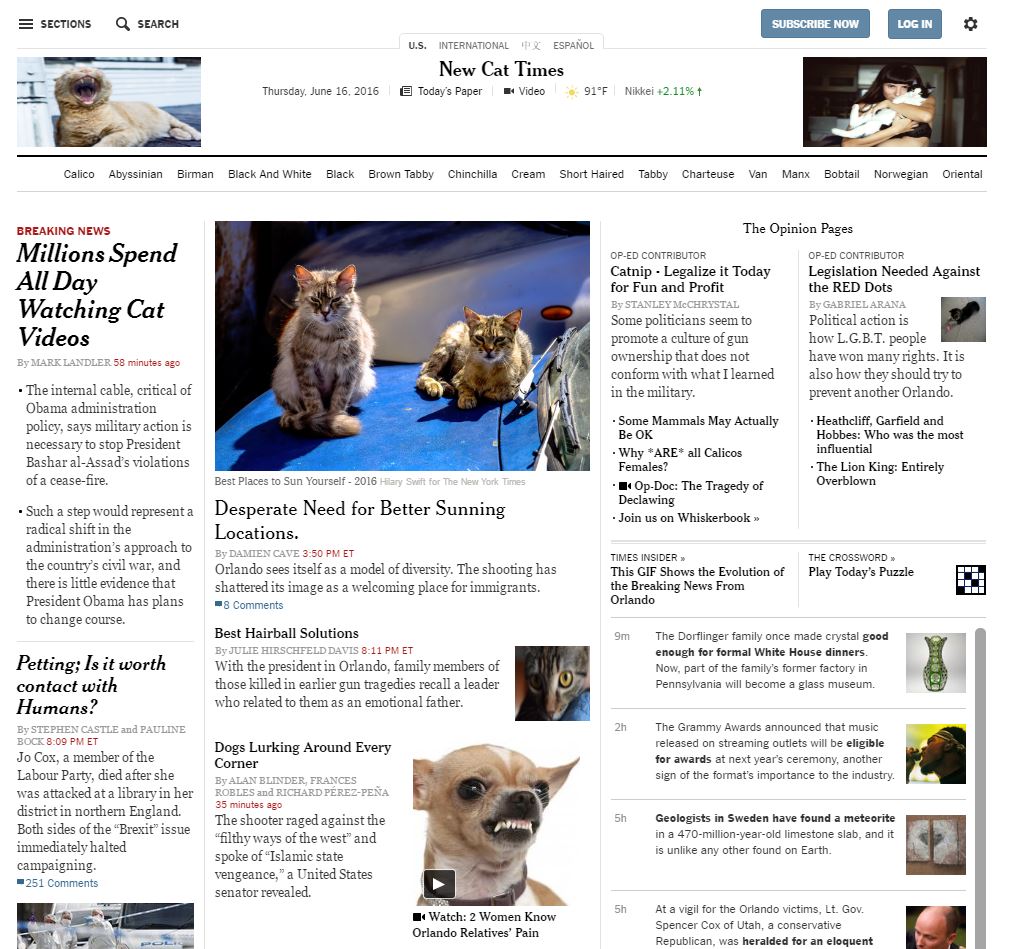 SECTIONS
SEARCH
SUBSCRIBE NOW
LOG IN
U.S. INTERNATIONAL 中文 ESPAÑOL
New Cat Times
Thursday, June 16, 2016
Today's Paper
Video
91°F
Nikkei +2.11% ↑
Calico Abyssinian Birman Black And White Black Brown Tabby Chinchilla Cream Short Haired Tabby Charteuse Van Manx Bobtail Norwegian Oriental
BREAKING NEWS
Millions Spend
All Day
Watching Cat
Videos
By MARK LANDLER 58 minutes ago
• The internal cable, critical of
Obama administration
policy, says military action is
necessary to stop President
Bashar al-Assad's violations
of a cease-fire.
• Such a step would represent a
radical shift in the
administration's approach to
the country's civil war, and
there is little evidence that
President Obama has plans
to change course.
Petting; Is it worth
contact with
Humans?
By STEPHEN CASTLE and PAULINE
BOCK 8:09 PM ET
Jo Cox, a member of the
Labour Party, died after she
was attacked at a library in her
district in northern England.
Both sides of the “Brexit” issue
immediately halted
campaigning.
251 Comments
POLI
Best Places to Sun Yourself - 2016 Hilary Swift for The New York Times
Desperate Need for Better Sunning
Locations.
By DAMIEN CAVE 3:50 PM ET
Orlando sees itself as a model of diversity. The shooting has
shattered its image as a welcoming place for immigrants.
8 Comments
Best Hairball Solutions
By JULIE HIRSCHFELD DAVIS 8:11 PM ET
With the president in Orlando, family members of
those killed in earlier gun tragedies recall a leader
who related to them as an emotional father.
Dogs Lurking Around Every
Corner
By ALAN BLINDER, FRANCES
ROBLES and RICHARD PÉREZ-PEÑA
35 minutes ago
The shooter raged against the
“filthy ways of the west” and
spoke of “Islamic state
vengeance,” a United States
senator revealed.
Watch: 2 Women Know
Orlando Relatives' Pain
The Opinion Pages
OP-ED CONTRIBUTOR
Catnip - Legalize it Today
for Fun and Profit
By STANLEY McCHRYSTAL
Some politicians seem to
promote a culture of gun
ownership that does not
conform with what I learned
in the military.
· Some Mammals May Actually
Be OK
· Why *ARE* all Calicos
Females?
· Op-Doc: The Tragedy of
Declawing
· Join us on Whiskerbook »
OP-ED CONTRIBUTOR
Legislation Needed Against
the RED Dots
By GABRIEL ARANA
Political action is
how L.G.B.T. people
have won many rights. It is
also how they should try to
prevent another Orlando.
· Heathcliff, Garfield and
Hobbes: Who was the most
influential
· The Lion King: Entirely
Overblown
TIMES INSIDER »
This GIF Shows the Evolution of
the Breaking News From
Orlando
THE CROSSWORD »
Play Today's Puzzle
9m
The Dorflinger family once made crystal good
enough for formal White House dinners.
Now, part of the family's former factory in
Pennsylvania will become a glass museum.
2h
The Grammy Awards announced that music
released on streaming outlets will be eligible
for awards at next year's ceremony, another
sign of the format's importance to the industry.
5h
Geologists in Sweden have found a meteorite
in a 470-million-year-old limestone slab, and it
is unlike any other found on Earth.
5h
At a vigil for the Orlando victims, Lt. Gov.
Spencer Cox of Utah, a conservative
Republican, was heralded for an eloquent